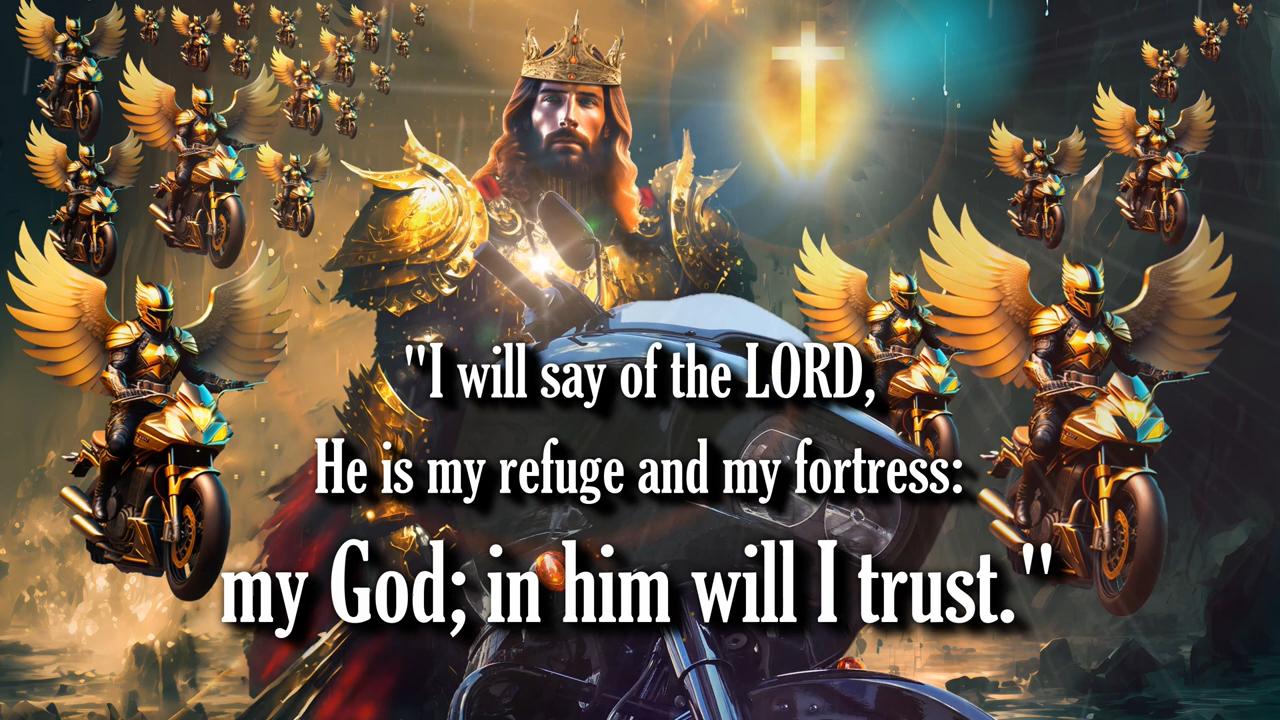 "I will say of the LORD,
He is my refuge and my fortress:
my God; in him will I trust."